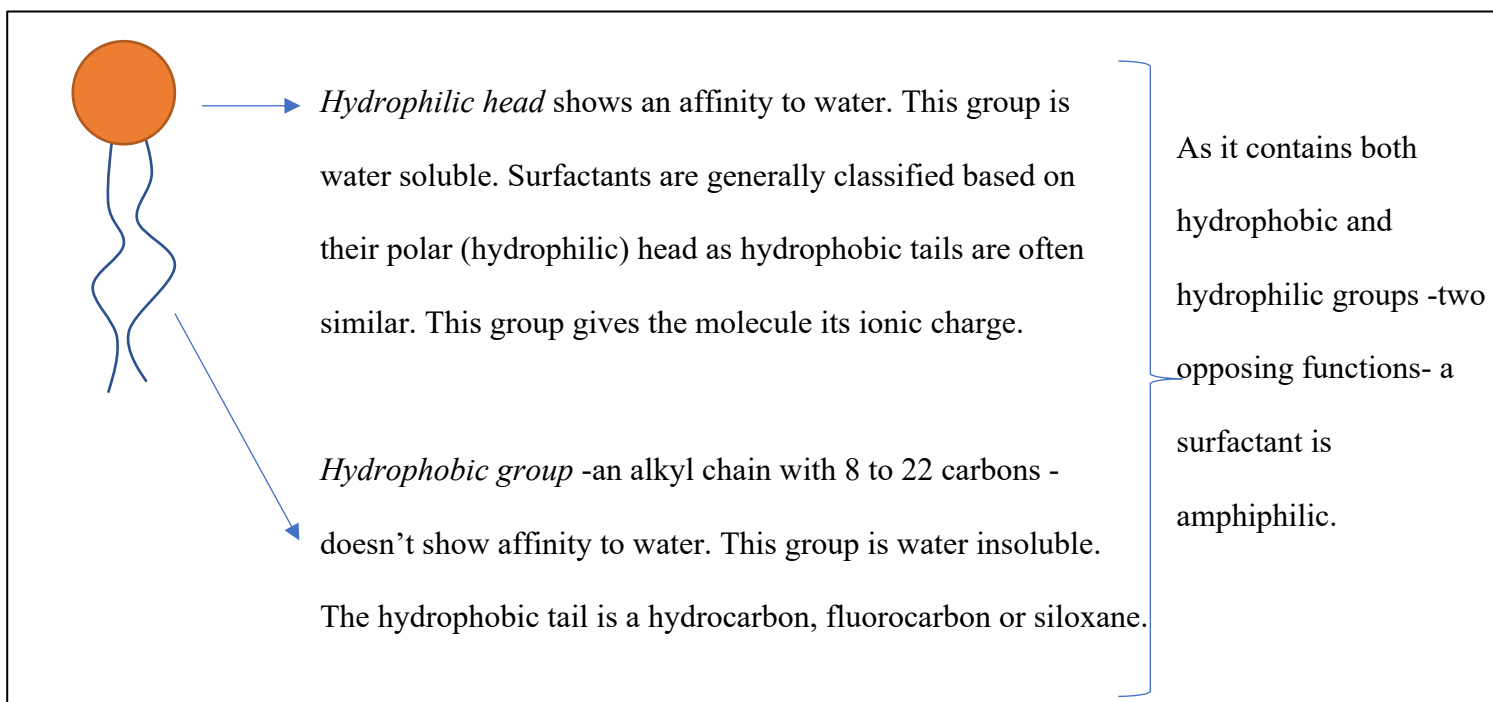 Hydrophilic head shows an affinity to water. This group is
water soluble. Surfactants are generally classified based on
their polar (hydrophilic) head as hydrophobic tails are often
similar. This group gives the molecule its ionic charge.
Hydrophobic group -an alkyl chain with 8 to 22 carbons -
doesn’t show affinity to water. This group is water insoluble.
The hydrophobic tail is a hydrocarbon, fluorocarbon or siloxane.
As it contains both
hydrophobic and
hydrophilic groups -two
opposing functions- a
surfactant is
amphiphilic.